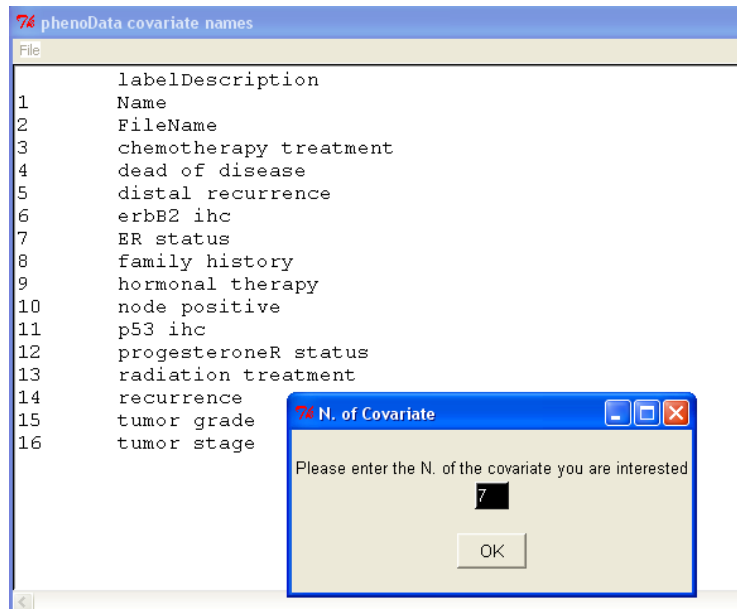 phenoData covariate names
File
labelDescription
1 Name
2 FileName
3 chemotherapy treatment
4 dead of disease
5 distal recurrence
6 erbB2 ihc
7 ER status
8 family history
9 hormonal therapy
10 node positive
11 p53 ihc
12 progesteroneR status
13 radiation treatment
14 recurrence
15 tumor grade
16 tumor stage
N. of Covariate
Please enter the N. of the covariate you are interested
7
OK